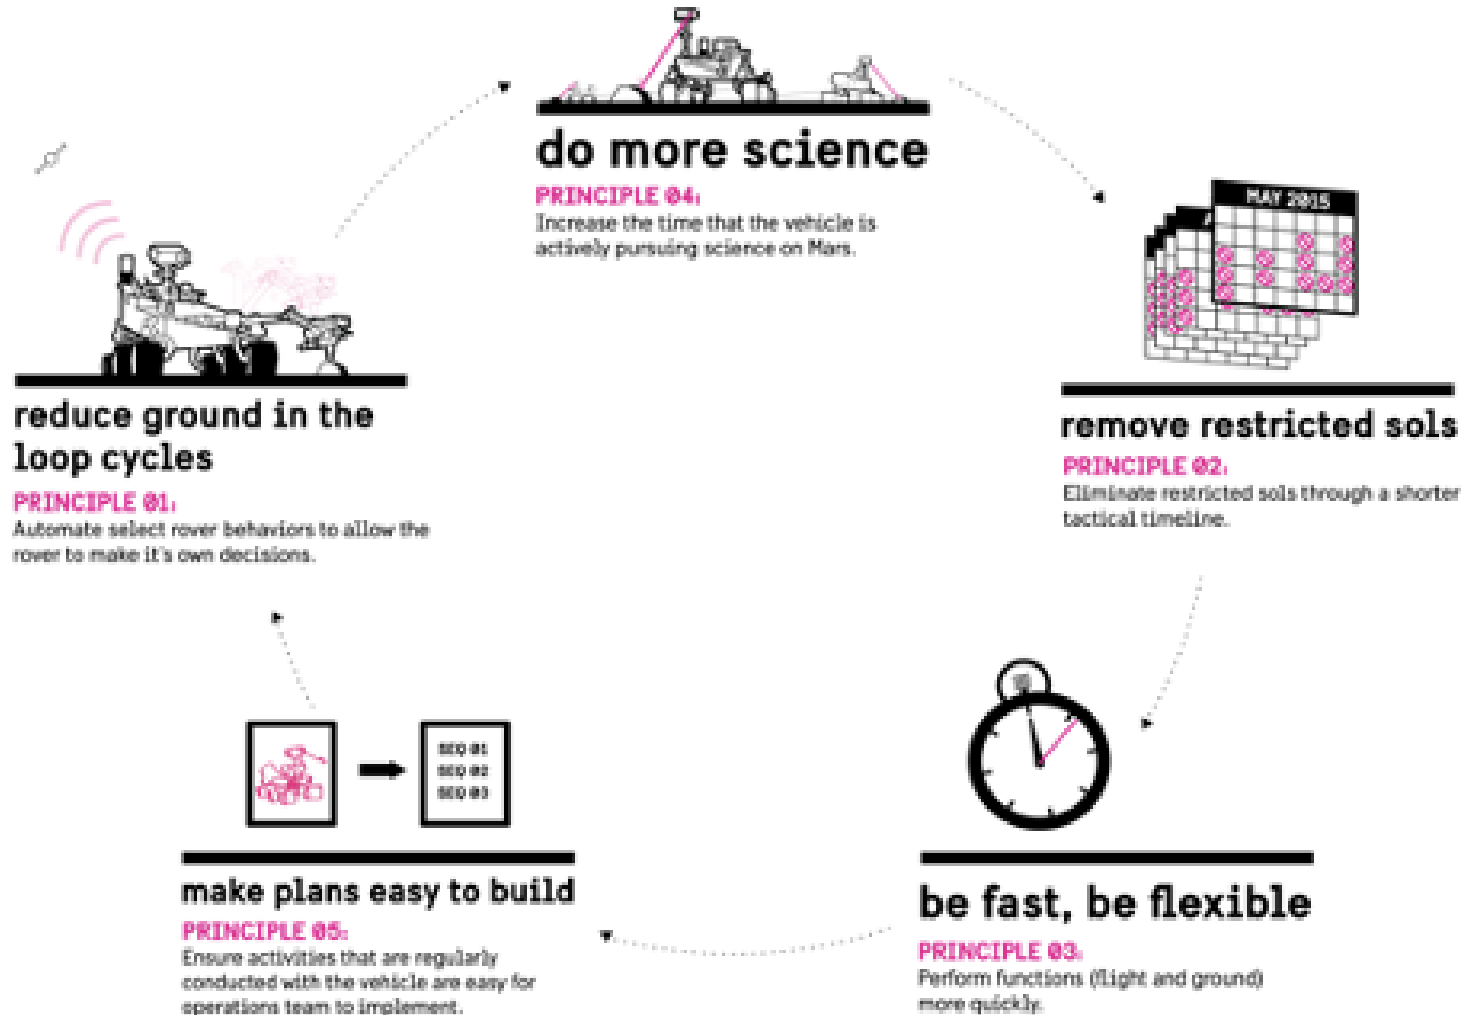 do more science
PRINCIPLE 04:
Increase the time that the vehicle is
actively pursuing science on Mars.
MAY 2015
remove restricted sols
PRINCIPLE 02:
Eliminate restricted sols through a shorter
tactical timeline.
reduce ground in the
loop cycles
PRINCIPLE 01:
Automate select rover behaviors to allow the
rover to make it's own decisions.
SEQ 01
SEQ 02
SEQ 03
make plans easy to build
PRINCIPLE 05:
Ensure activities that are regularly
conducted with the vehicle are easy for
operations team to implement.
be fast, be flexible
PRINCIPLE 03:
Perform functions (flight and ground)
more quickly.